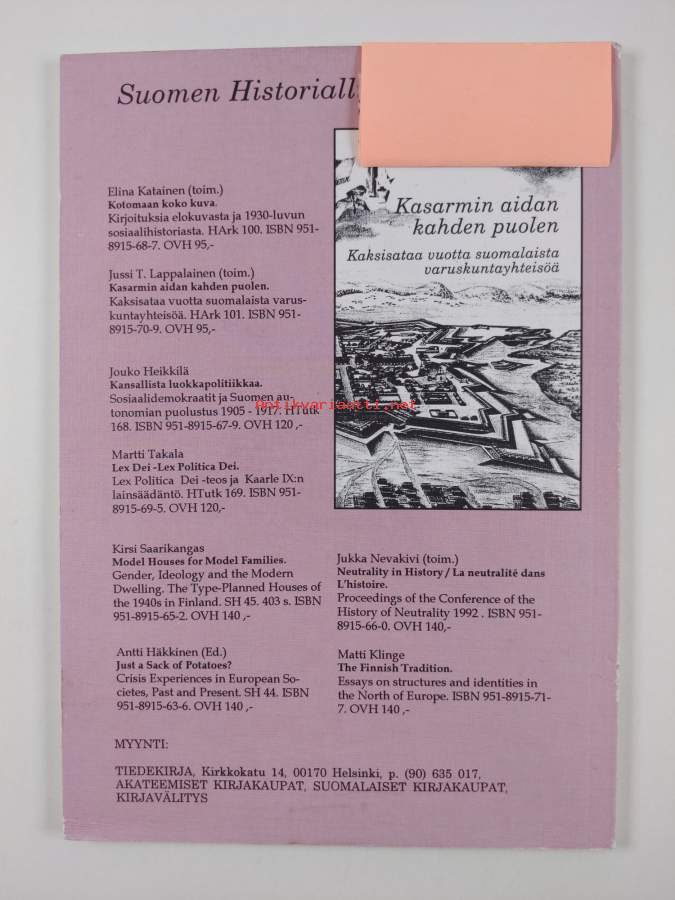 Suomen Historiall
Elina Katainen (toim.)
Kotomaan koko kuva.
Kirjoituksia elokuvasta ja 1930-luvun
sosiaalihistoriasta. HArk 100. ISBN 951-
8915-68-7. OVH 95,-
Jussi T. Lappalainen (toim.)
Kasarmin aidan kahden puolen.
Kaksisataa vuotta suomalaista varus-
kuntayhteisöä. HArk 101. ISBN 951-
8915-70-9. OVH 95,-
Jouko Heikkilä
Kansallista luokkapolitiikkaa.
Sosiaalidemokraatit ja Suomen au-
tonomian puolustus 1905 - 1917. HTutk
168. ISBN 951-8915-67-9. OVH 120 ,-
Martti Takala
Lex Dei -Lex Politica Dei.
Lex Politica Dei -teos ja Kaarle IX:n
lainsäädäntö. HTutk 169. ISBN 951-
8915-69-5. OVH 120,-
Kirsi Saarikangas
Model Houses for Model Families.
Gender, Ideology and the Modern
Dwelling. The Type-Planned Houses of
the 1940s in Finland. SH 45. 403 s. ISBN
951-8915-65-2. OVH 140 ,-
Antti Häkkinen (Ed.)
Just a Sack of Potatoes?
Crisis Experiences in European So-
cietes, Past and Present. SH 44. ISBN
951-8915-63-6. OVH 140 ,-
Kasarmin aidan
kahden puolen
Kaksisataa vuotta suomalaista
varuskuntayhteisöä
Antikvariaatti.net
Jukka Nevakivi (toim.)
Neutrality in History / La neutralité dans
L'histoire.
Proceedings of the Conference of the
History of Neutrality 1992 . ISBN 951-
8915-66-0. OVH 140,-
Matti Klinge
The Finnish Tradition.
Essays on structures and identities in
the North of Europe. ISBN 951-8915-71-
7. OVH 140 ,-
MYYNTI:
TIEDEKIRJA, Kirkkokatu 14, 00170 Helsinki, p. (90) 635 017,
AKATEEMISET KIRJAKAUPAT, SUOMALAISET KIRJAKAUPAT,
KIRJAVÄLITYS